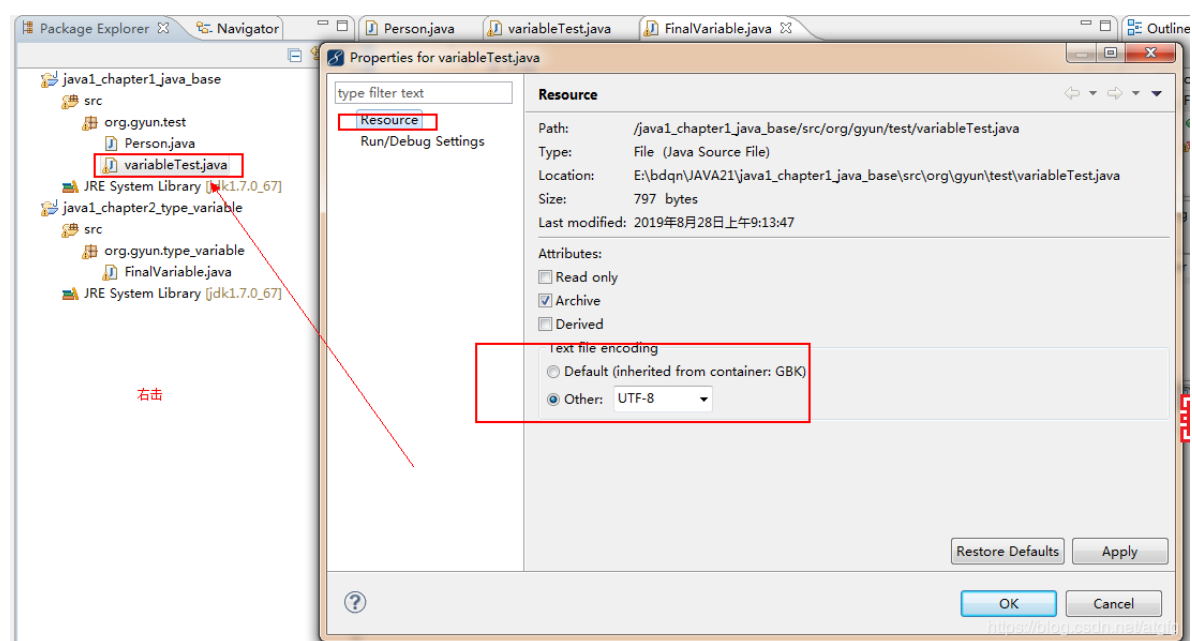 Package Explorer
Navigator
Person.java
variableTest.java
FinalVariable.java
Outline
java1_chapter1_java_base
src
org.gyun.test
Person.java
variableTest.java
JRE System Library [jdk1.7.0_67]
java1_chapter2_type_variable
src
org.gyun.type_variable
FinalVariable.java
JRE System Library [jdk1.7.0_67]
右击
Properties for variableTest.java
type filter text
Resource
Run/Debug Settings
Resource
Path: /java1_chapter1_java_base/src/org/gyun/test/variableTest.java
Type: File (Java Source File)
Location: E:\bdqn\JAVA21\java1_chapter1_java_base\src\org\gyun\test\variableTest.java
Size: 797 bytes
Last modified: 2019年8月28日上午9:13:47
Attributes:
Read only
Archive
Derived
Text file encoding
Default (inherited from container: GBK)
Other: UTF-8
Restore Defaults
Apply
OK
Cancel